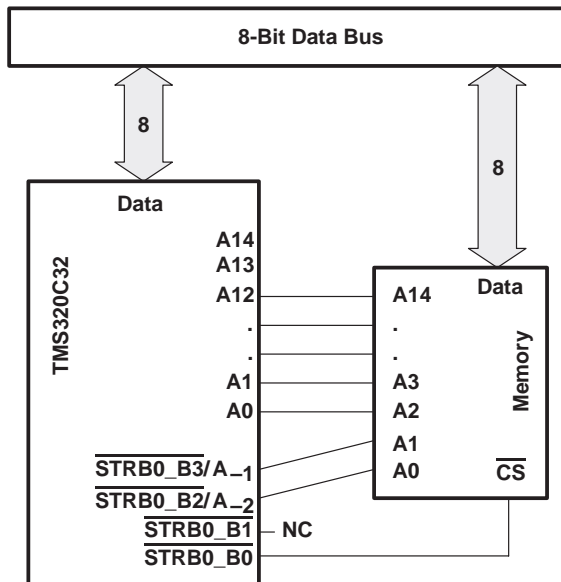 8-Bit Data Bus
8
8
Data
TMS320C32
A14
A13
A12
.
.
A1
A0
STRB0_B3/A–1
STRB0_B2/A–2
STRB0_B1
NC
STRB0_B0
Data
Memory
A14
.
.
A3
A2
A1
A0
CS